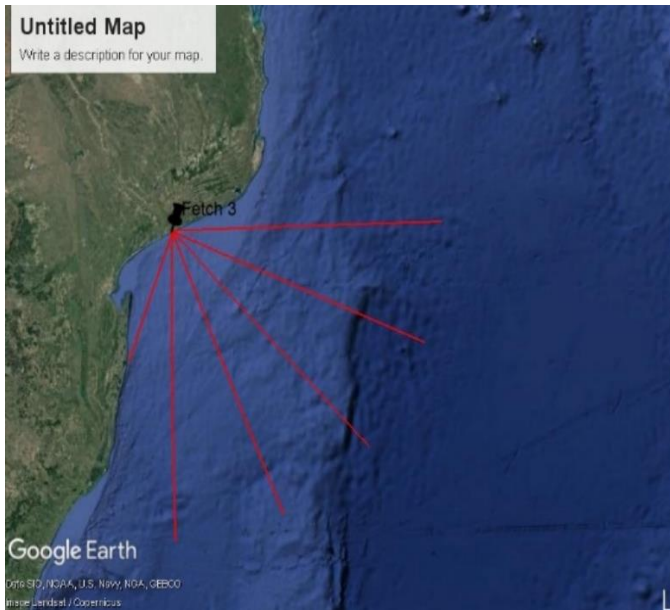 Untitled Map
Write a description for your map.
Fetch 3
Google Earth
Data SIO, NOAA, U.S. Navy, NGA, GEBCO
Image Landsat / Copernicus